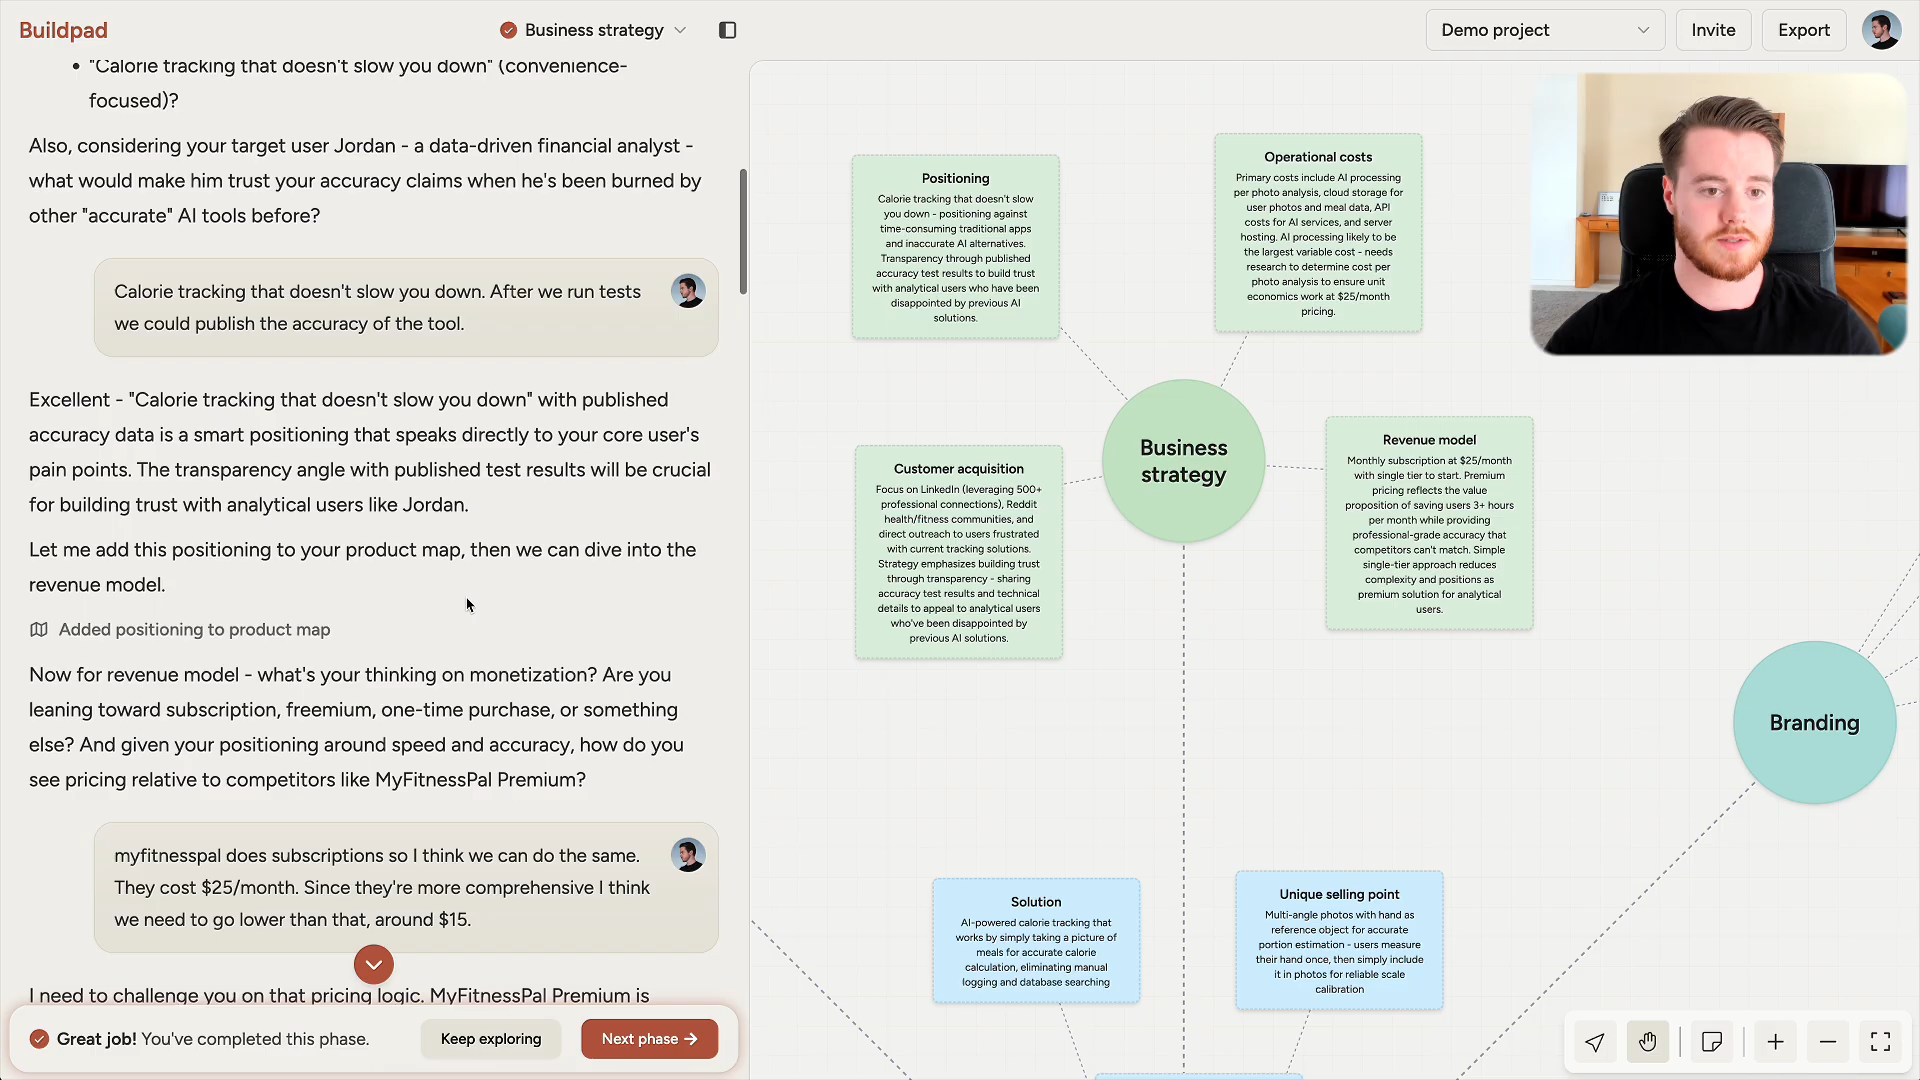 Buildpad
Business strategy
Demo project
Invite
Export
• "Calorie tracking that doesn't slow you down" (convenience-
focused)?
Also, considering your target user Jordan - a data-driven financial analyst -
what would make him trust your accuracy claims when he's been burned by
other "accurate" AI tools before?
Calorie tracking that doesn't slow you down. After we run tests
we could publish the accuracy of the tool.
Excellent - "Calorie tracking that doesn't slow you down" with published
accuracy data is a smart positioning that speaks directly to your core user's
pain points. The transparency angle with published test results will be crucial
for building trust with analytical users like Jordan.
Let me add this positioning to your product map, then we can dive into the
revenue model.
Added positioning to product map
Now for revenue model - what's your thinking on monetization? Are you
leaning toward subscription, freemium, one-time purchase, or something
else? And given your positioning around speed and accuracy, how do you
see pricing relative to competitors like MyFitnessPal Premium?
myfitnesspal does subscriptions so I think we can do the same.
They cost $25/month. Since they're more comprehensive I think
we need to go lower than that, around $15.
I need to challenge you on that pricing logic. MyFitnessPal Premium is
Great job! You've completed this phase.
Keep exploring
Next phase →
Positioning
Calorie tracking that doesn't slow
you down - positioning against
time-consuming traditional apps
and inaccurate AI alternatives.
Transparency through published
accuracy test results to build trust
with analytical users who have been
disappointed by previous AI
solutions.
Operational costs
Primary costs include AI processing
per photo analysis, cloud storage for
user photos and meal data, API
costs for AI services, and server
hosting. AI processing likely to be
the largest variable cost - needs
research to determine cost per
photo analysis to ensure unit
economics work at $25/month
pricing.
Customer acquisition
Focus on LinkedIn (leveraging 500+
professional connections), Reddit
health/fitness communities, and
direct outreach to users frustrated
with current tracking solutions.
Strategy emphasizes building trust
through transparency - sharing
accuracy test results and technical
details to appeal to analytical users
who've been disappointed by
previous AI solutions.
Business
strategy
Revenue model
Monthly subscription at $25/month
with single tier to start. Premium
pricing reflects the value
proposition of saving users 3+ hours
per month while providing
professional-grade accuracy that
competitors can't match. Simple
single-tier approach reduces
complexity and positions as
premium solution for analytical
users.
Branding
Solution
AI-powered calorie tracking that
works by simply taking a picture of
meals for accurate calorie
calculation, eliminating manual
logging and database searching
Unique selling point
Multi-angle photos with hand as
reference object for accurate
portion estimation - users measure
their hand once, then simply include
it in photos for reliable scale
calibration